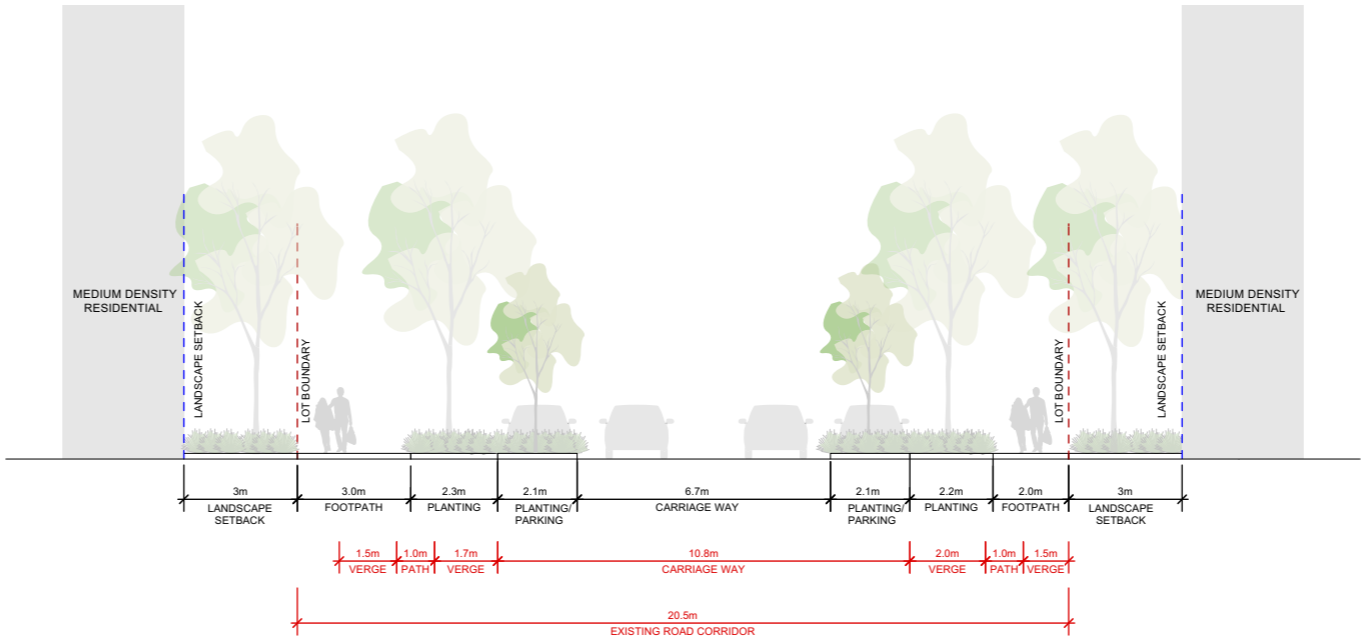 MEDIUM DENSITY
RESIDENTIAL
LANDSCAPE SETBACK
LOT BOUNDARY
LOT BOUNDARY
LANDSCAPE SETBACK
MEDIUM DENSITY
RESIDENTIAL
3m
3.0m
2.3m
2.1m
6.7m
2.1m
2.2m
2.0m
3m
LANDSCAPE
SETBACK
FOOTPATH
PLANTING
PLANTING/
PARKING
CARRIAGE WAY
PLANTING/
PARKING
PLANTING
FOOTPATH
LANDSCAPE
SETBACK
1.5m
1.0m
1.7m
10.8m
2.0m
1.0m
1.5m
VERGE
PATH
VERGE
CARRIAGE WAY
VERGE
PATH
VERGE
20.5m
EXISTING ROAD CORRIDOR